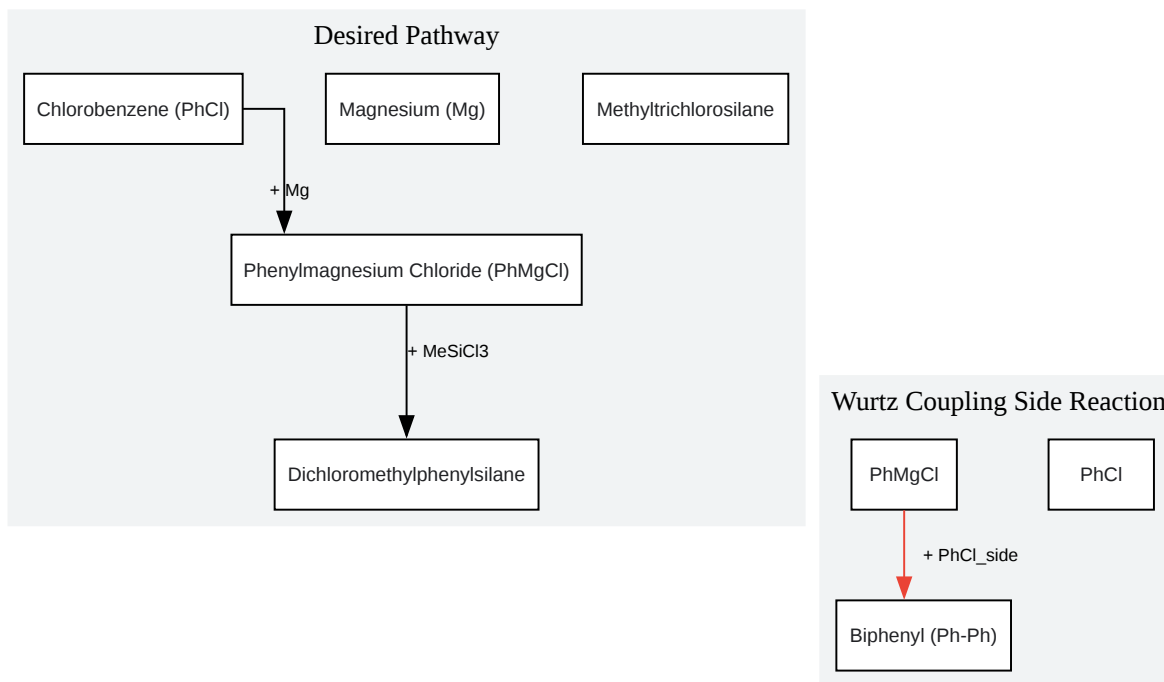 Desired Pathway
Chlorobenzene (PhCl)
Magnesium (Mg)
Methyltrichlorosilane
+ Mg
Phenylmagnesium Chloride (PhMgCl)
+ MeSiCl3
Dichloromethylphenylsilane
Wurtz Coupling Side Reaction
PhMgCl
PhCl
+ PhCl_side
Biphenyl (Ph-Ph)